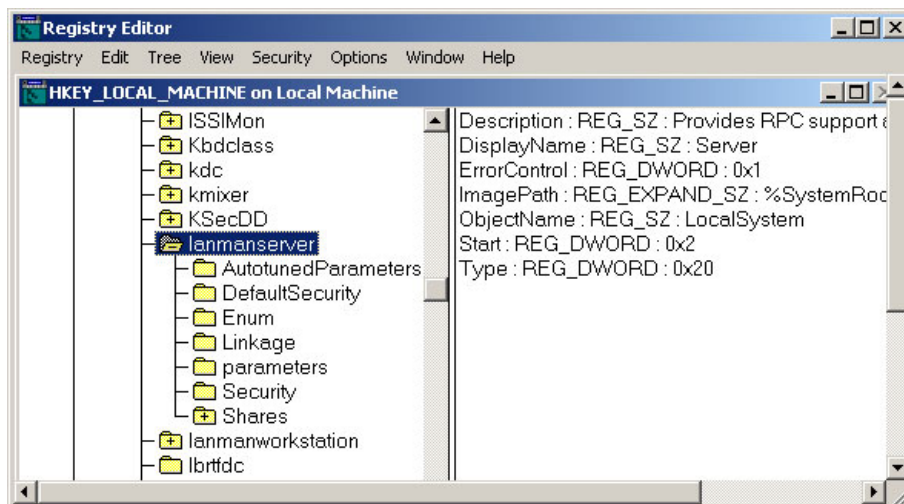 Registry Editor
Registry Edit Tree View Security Options Window Help
HKEY_LOCAL_MACHINE on Local Machine
ISSIMon
Kbdclass
kdc
kmixer
KSecDD
lanmanserver
AutotunedParameters
DefaultSecurity
Enum
Linkage
parameters
Security
Shares
lanmanworkstation
lbrtfdc
Description : REG_SZ : Provides RPC support
DisplayName : REG_SZ : Server
ErrorControl : REG_DWORD : 0x1
ImagePath : REG_EXPAND_SZ : %SystemRoo
ObjectName : REG_SZ : LocalSystem
Start : REG_DWORD : 0x2
Type : REG_DWORD : 0x20